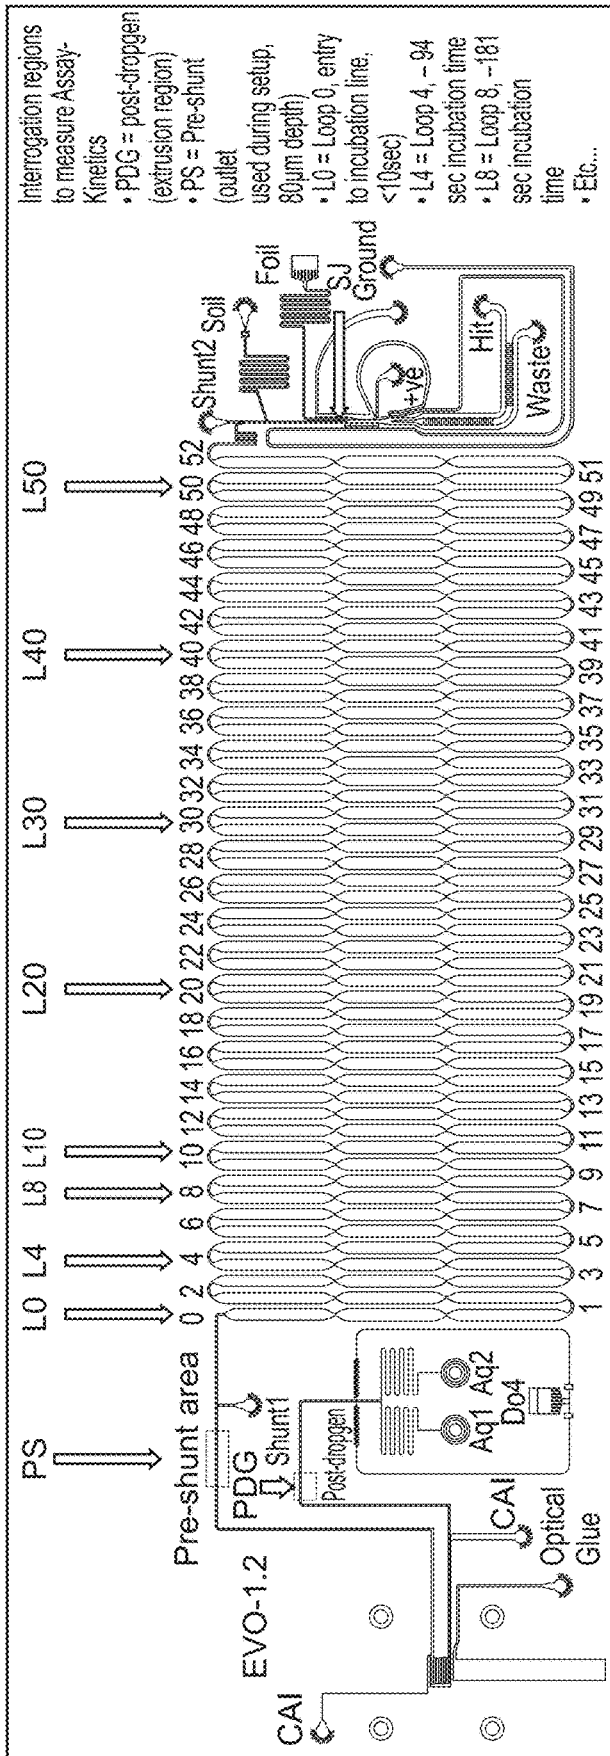 Interrogation regions
to measure Assay-
Kinetics
• PDG = post-dropgen
(extrusion region)
• PS = Pre-shunt
(outlet
used during setup,
80µm depth)
• L0 = Loop 0, entry
to incubation line,
<10sec)
• L4 = Loop 4, ~ 94
sec incubation time
• L8 = Loop 8, ~181
sec incubation
time
• Etc...
PS
L0
L4
L8
L10
L20
L30
L40
L50
Pre-shunt area
0 2 4 6 8 10 12 14 16 18 20 22 24 26 28 30 32 34 36 38 40 42 44 46 48 50 52
1 3 5 7 9 11 13 15 17 19 21 23 25 27 29 31 33 35 37 39 41 43 45 47 49 51
EVO-1.2
PDG
Shunt1
Post-dropgen
Aq1
Aq2
Do4
CAI
CAI
Optical
Glue
Shunt2
Soil
Foil
SJ
Ground
+ve
Hit
Waste